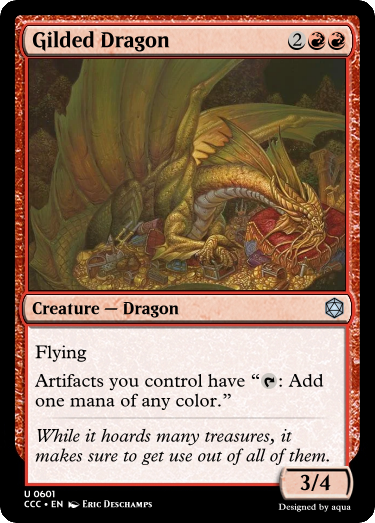 Gilded Dragon 2
Creature — Dragon
Flying
Artifacts you control have “: Add
one mana of any color.”
While it hoards many treasures, it
makes sure to get use out of all of them.
3/4
U 0601
CCC • EN Eric Deschamps
Designed by aqua